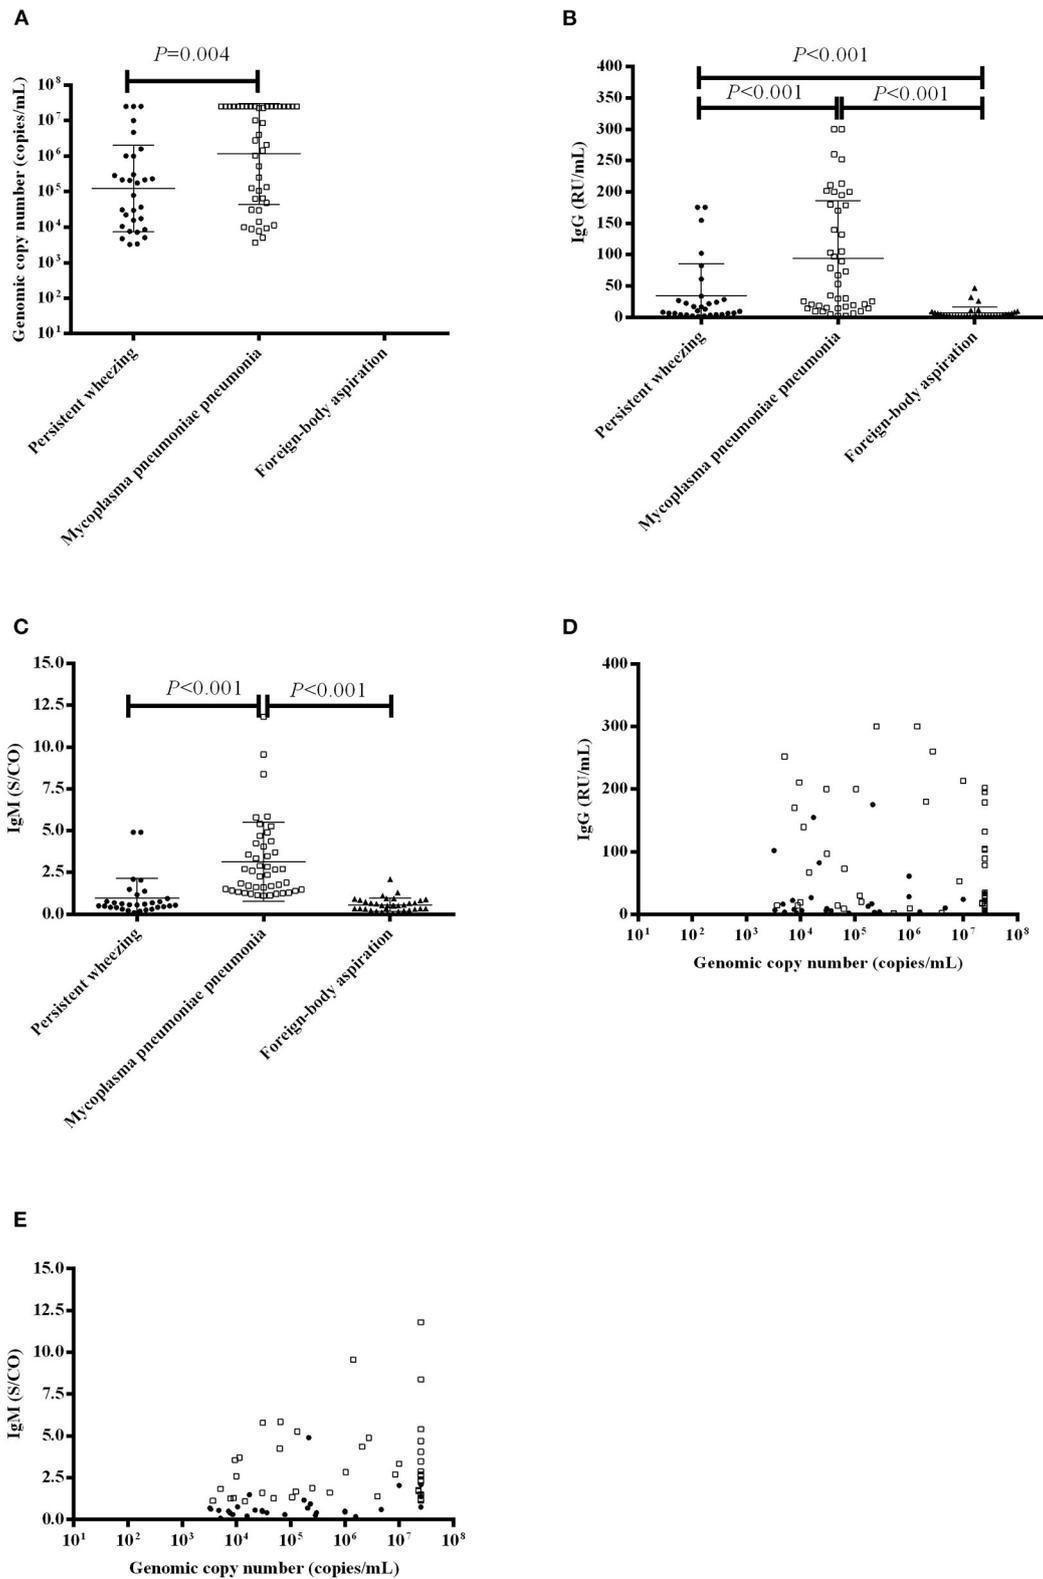 A
P=0.004
Genomic copy number (copies/mL)
10⁸
10⁷
10⁶
10⁵
10⁴
10³
10²
10¹
Persistent wheezing
Mycoplasma pneumoniae pneumonia
Foreign-body aspiration
B
P<0.001
P<0.001
P<0.001
IgG (RU/mL)
400
350
300
250
200
150
100
50
0
Persistent wheezing
Mycoplasma pneumoniae pneumonia
Foreign-body aspiration
C
P<0.001
P<0.001
IgM (S/CO)
15.0
12.5
10.0
7.5
5.0
2.5
0.0
Persistent wheezing
Mycoplasma pneumoniae pneumonia
Foreign-body aspiration
D
IgG (RU/mL)
400
300
200
100
0
10¹ 10² 10³ 10⁴ 10⁵ 10⁶ 10⁷ 10⁸
Genomic copy number (copies/mL)
E
IgM (S/CO)
15.0
12.5
10.0
7.5
5.0
2.5
0.0
10¹ 10² 10³ 10⁴ 10⁵ 10⁶ 10⁷ 10⁸
Genomic copy number (copies/mL)